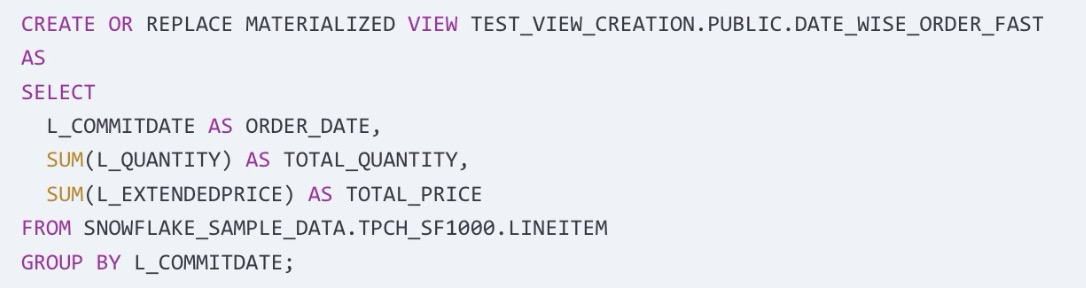 CREATE OR REPLACE MATERIALIZED VIEW TEST_VIEW_CREATION.PUBLIC.DATE_WISE_ORDER_FAST
AS
SELECT
  L_COMMITDATE AS ORDER_DATE,
  SUM(L_QUANTITY) AS TOTAL_QUANTITY,
  SUM(L_EXTENDEDPRICE) AS TOTAL_PRICE
FROM SNOWFLAKE_SAMPLE_DATA.TPCH_SF1000.LINEITEM
GROUP BY L_COMMITDATE;